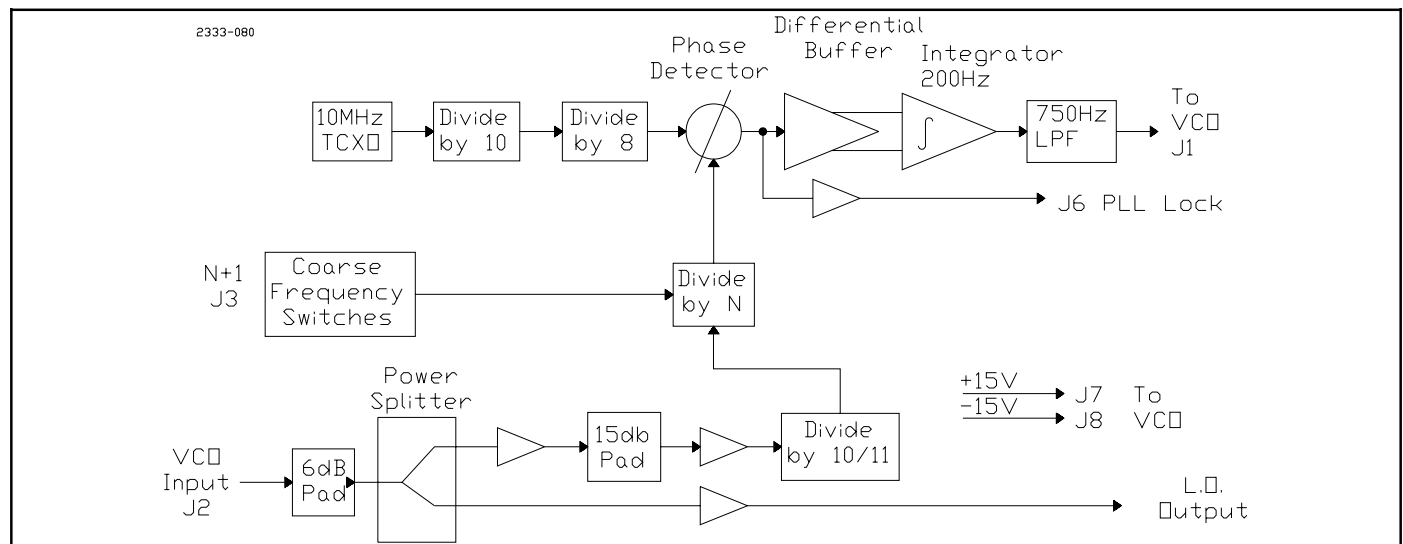 2333-080
Phase
Detector
Differential
Buffer
Integrator
200Hz
10MHz
TCXO
Divide
by 10
Divide
by 8
750Hz
LPF
To
VCO
J1
J6 PLL Lock
N+1
J3
Coarse
Frequency
Switches
Divide
by N
Power
Splitter
+15V
-15V
J7 To
J8 VCO
VCO
Input
J2
6dB
Pad
15db
Pad
Divide
by 10/11
L.O.
Output